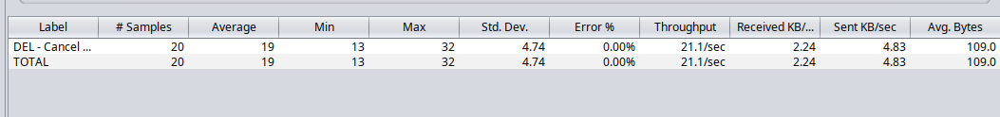 Label # Samples Average Min Max Std. Dev. Error % Throughput Received KB/... Sent KB/sec Avg. Bytes
DEL - Cancel ... 20 19 13 32 4.74 0.00% 21.1/sec 2.24 4.83 109.0
TOTAL 20 19 13 32 4.74 0.00% 21.1/sec 2.24 4.83 109.0